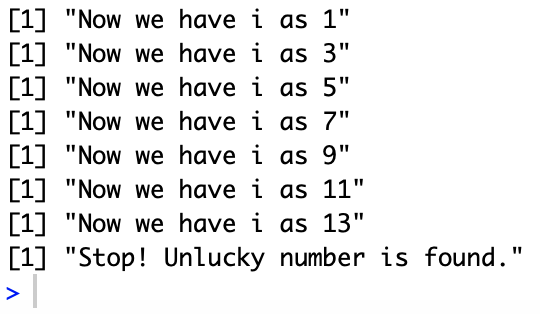 [1] "Now we have i as 1"
[1] "Now we have i as 3"
[1] "Now we have i as 5"
[1] "Now we have i as 7"
[1] "Now we have i as 9"
[1] "Now we have i as 11"
[1] "Now we have i as 13"
[1] "Stop! Unlucky number is found."
>